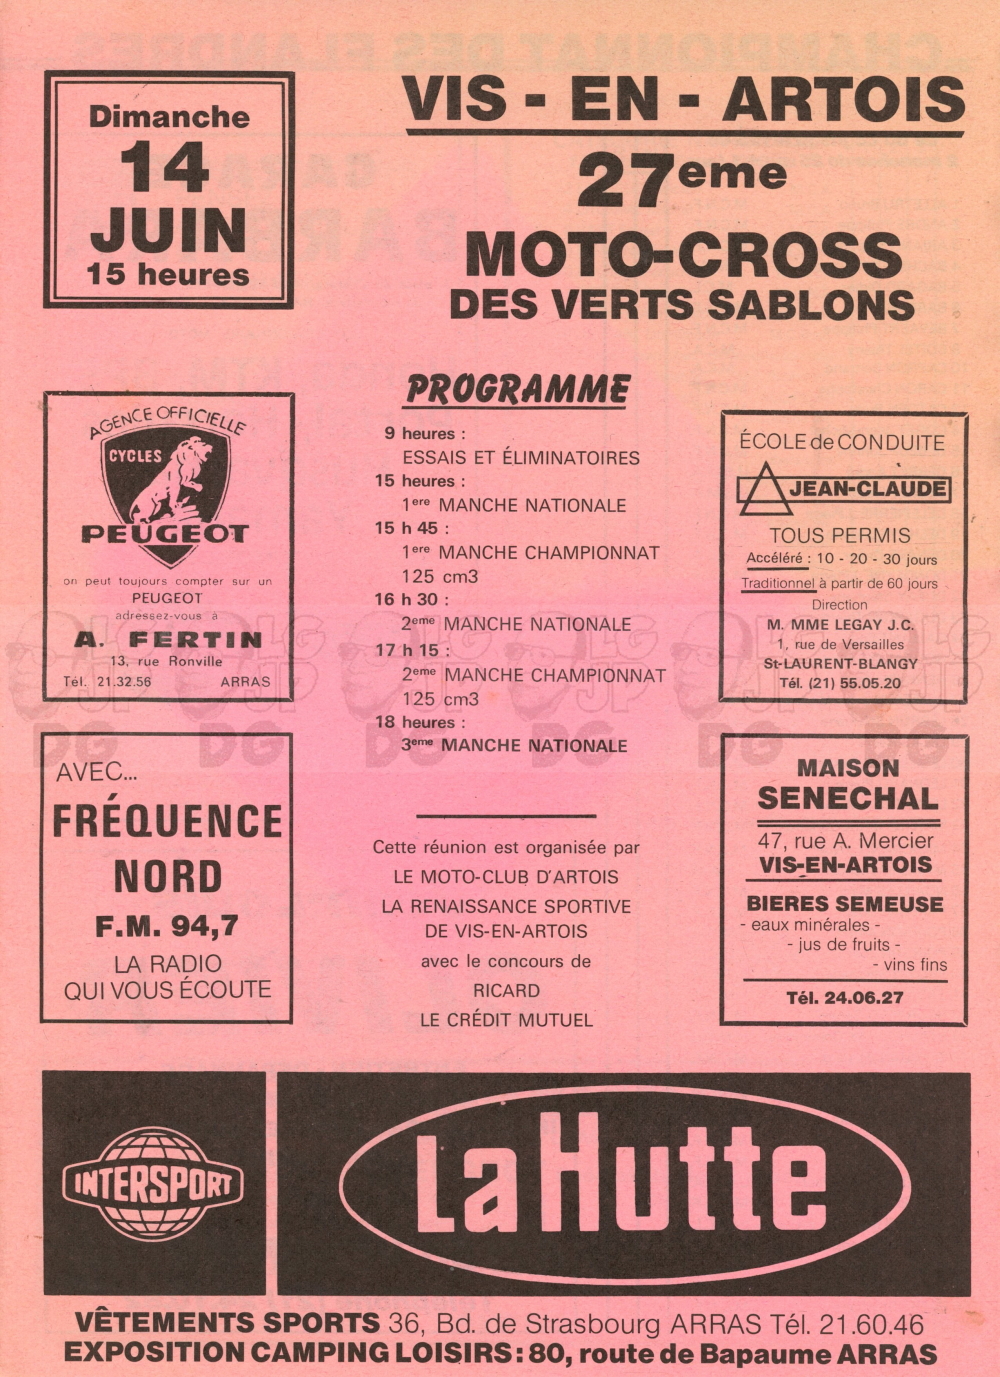 Dimanche
14
JUIN
15 heures
VIS - EN - ARTOIS
27eme
MOTO-CROSS
DES VERTS SABLONS
AGENCE OFFICIELLE
CYCLES
PEUGEOT
on peut toujours compter sur un
PEUGEOT
adressez-vous à
A. FERTIN
13, rue Ronville
Tél. 21.32.56 ARRAS
AVEC...
FRÉQUENCE
NORD
F.M. 94,7
LA RADIO
QUI VOUS ÉCOUTE
PROGRAMME
9 heures :
ESSAIS ET ÉLIMINATOIRES
15 heures :
1ere MANCHE NATIONALE
15 h 45 :
1ere MANCHE CHAMPIONNAT
125 cm3
16 h 30 :
2eme MANCHE NATIONALE
17 h 15 :
2eme MANCHE CHAMPIONNAT
125 cm3
18 heures :
3eme MANCHE NATIONALE
Cette réunion est organisée par
LE MOTO-CLUB D'ARTOIS
LA RENAISSANCE SPORTIVE
DE VIS-EN-ARTOIS
avec le concours de
RICARD
LE CRÉDIT MUTUEL
ÉCOLE de CONDUITE
JEAN-CLAUDE
TOUS PERMIS
Accéléré : 10 - 20 - 30 jours
Traditionnel à partir de 60 jours
Direction
M. MME LEGAY J.C.
1, rue de Versailles
St-LAURENT-BLANGY
Tél. (21) 55.05.20
MAISON
SENECHAL
47, rue A. Mercier
VIS-EN-ARTOIS
BIERES SEMEUSE
- eaux minérales -
- jus de fruits -
- vins fins
Tél. 24.06.27
INTERSPORT
La Hutte
VÊTEMENTS SPORTS 36, Bd. de Strasbourg ARRAS Tél. 21.60.46
EXPOSITION CAMPING LOISIRS : 80, route de Bapaume ARRAS